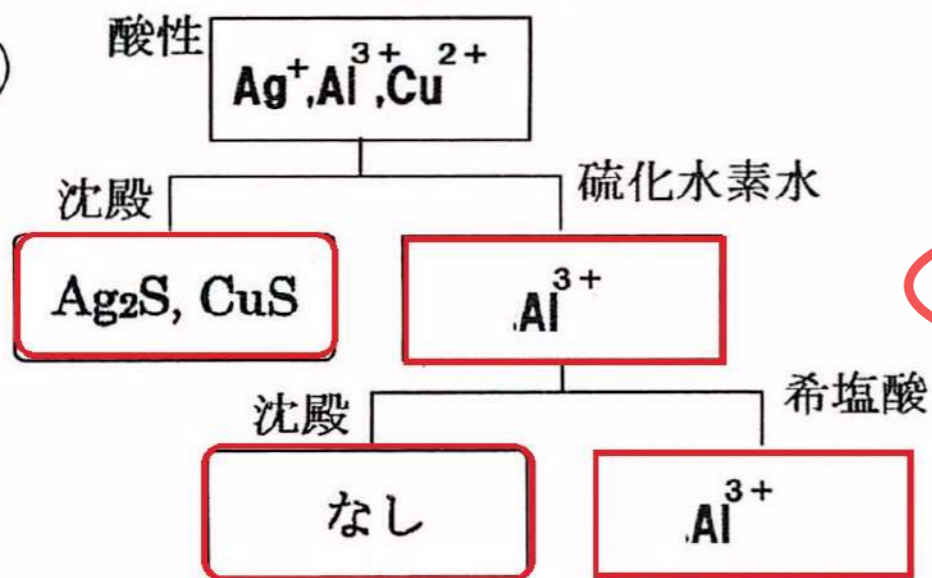 酸性
Ag⁺,Al³⁺,Cu²⁺
沈殿
硫化水素水
Ag₂S, CuS
Al³⁺
沈殿
希塩酸
なし
Al³⁺